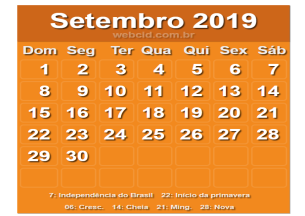 Setembro 2019
webcid.com.br
Dom Seg Ter Qua Qui Sex Sáb
1 2 3 4 5 6 7
8 9 10 11 12 13 14
15 16 17 18 19 20 21
22 23 24 25 26 27 28
29 30
7: Independência do Brasil 22: Início da primavera
06: Cresc. 14: Cheia 21: Ming. 28: Nova